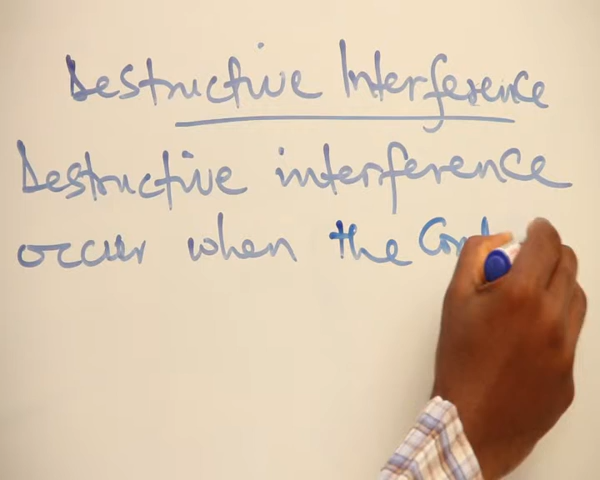 Destructive Interference
Destructive interference
occur when the